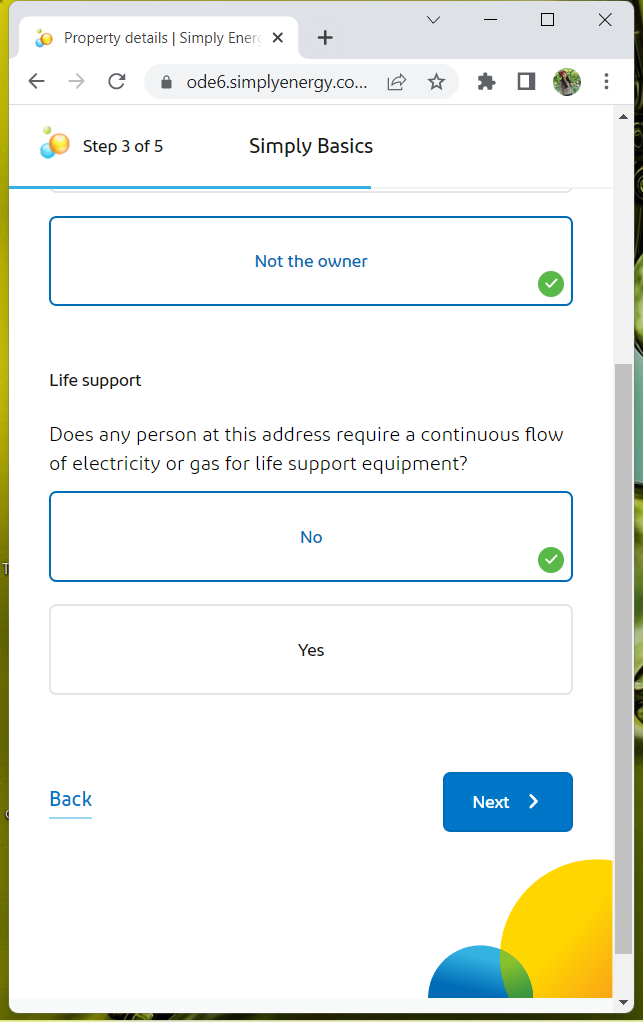 Property details | Simply Energ
ode6.simplyenergy.co...
Step 3 of 5
Simply Basics
Not the owner
Life support
Does any person at this address require a continuous flow
of electricity or gas for life support equipment?
No
Yes
Back
Next